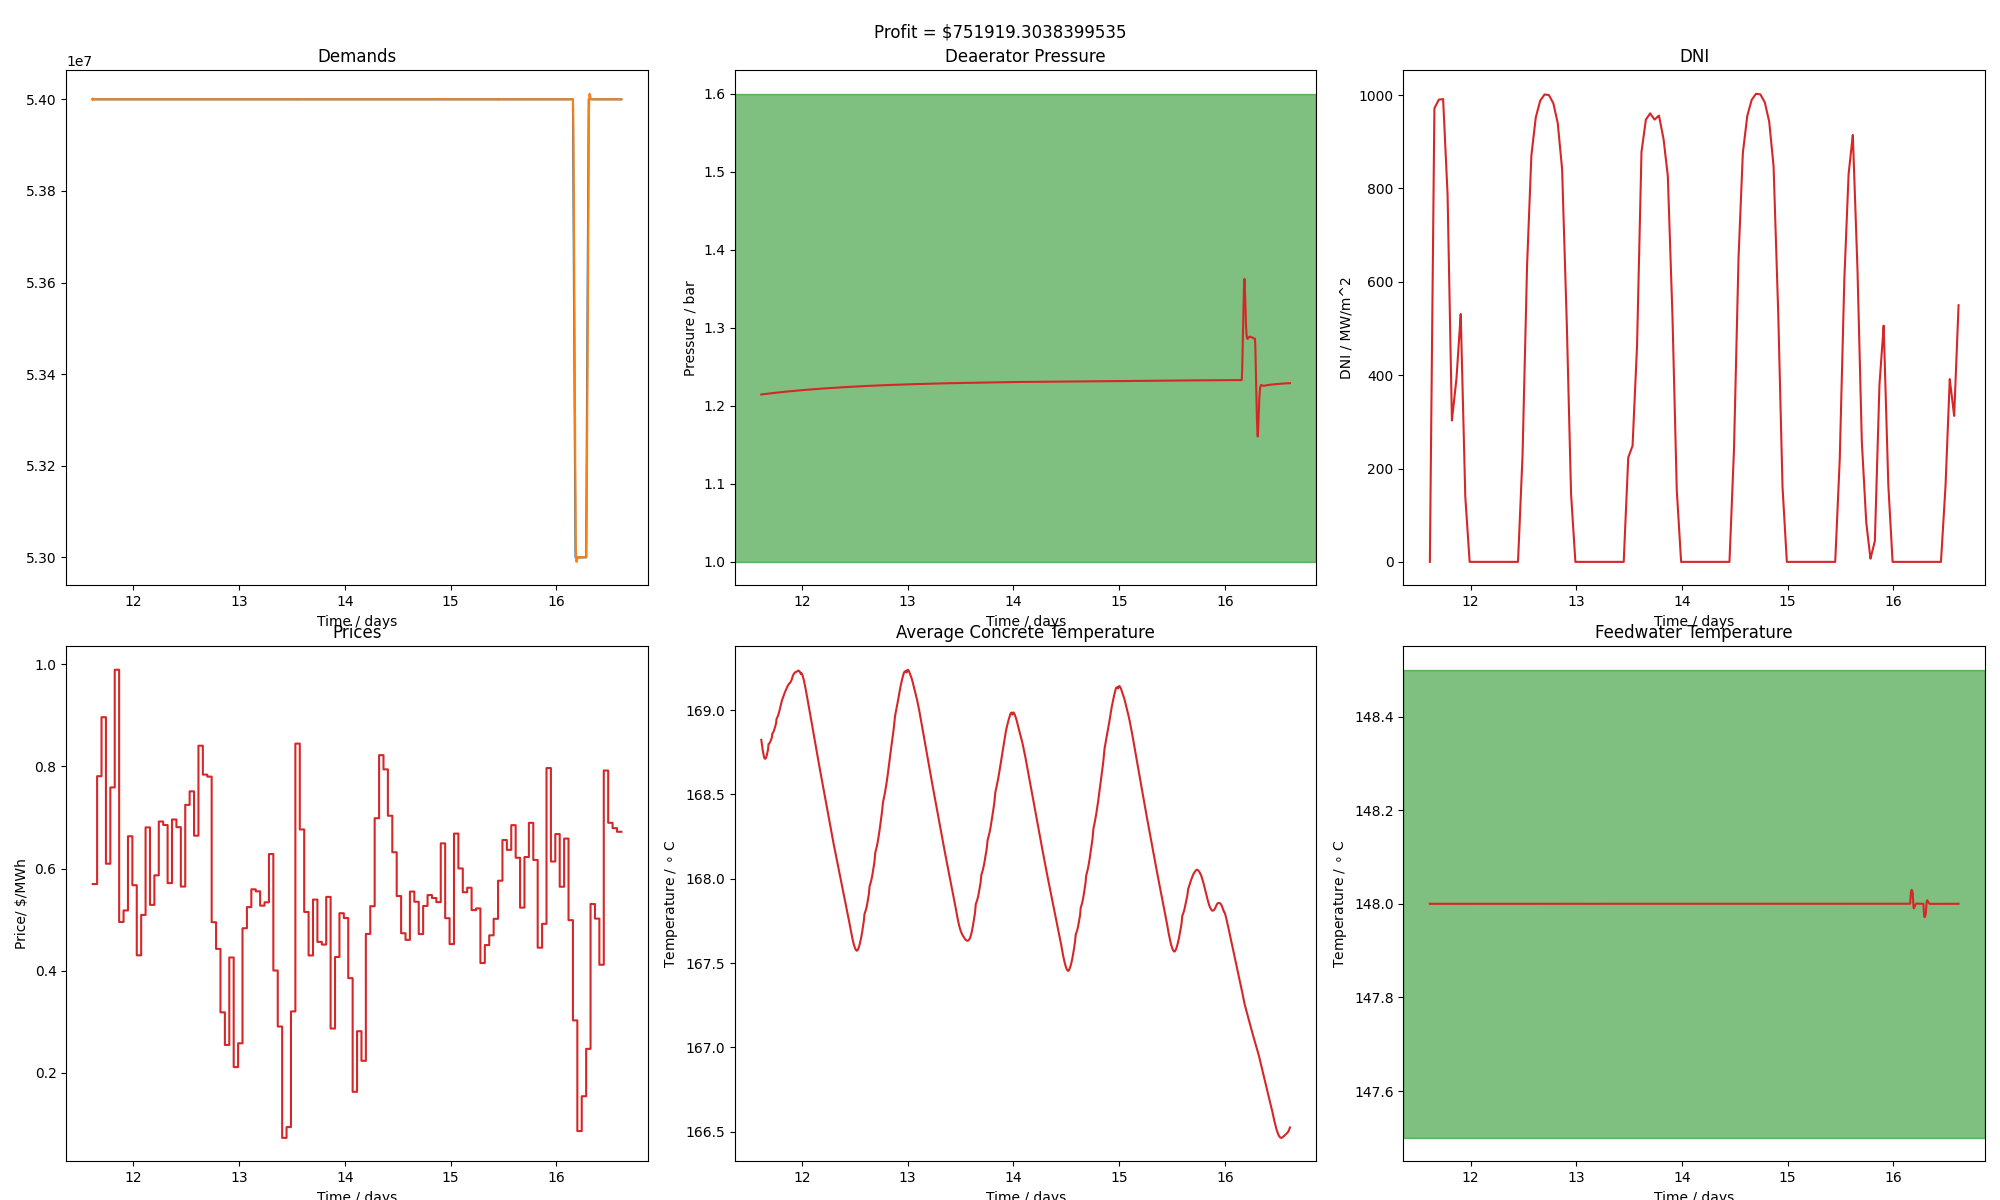 Profit = $751919.3038399535
Demands
1e7
5.40
5.38
5.36
5.34
5.32
5.30
12 13 14 15 16
Time / days
Deaerator Pressure
Pressure / bar
1.6
1.5
1.4
1.3
1.2
1.1
1.0
12 13 14 15 16
Time / days
DNI
DNI / MW/m^2
1000
800
600
400
200
0
12 13 14 15 16
Time / days
Prices
Price/ $/MWh
1.0
0.8
0.6
0.4
0.2
12 13 14 15 16
Time / days
Average Concrete Temperature
Temperature / ∘ C
169.0
168.5
168.0
167.5
167.0
166.5
12 13 14 15 16
Time / days
Feedwater Temperature
Temperature / ∘ C
148.4
148.2
148.0
147.8
147.6
12 13 14 15 16
Time / days